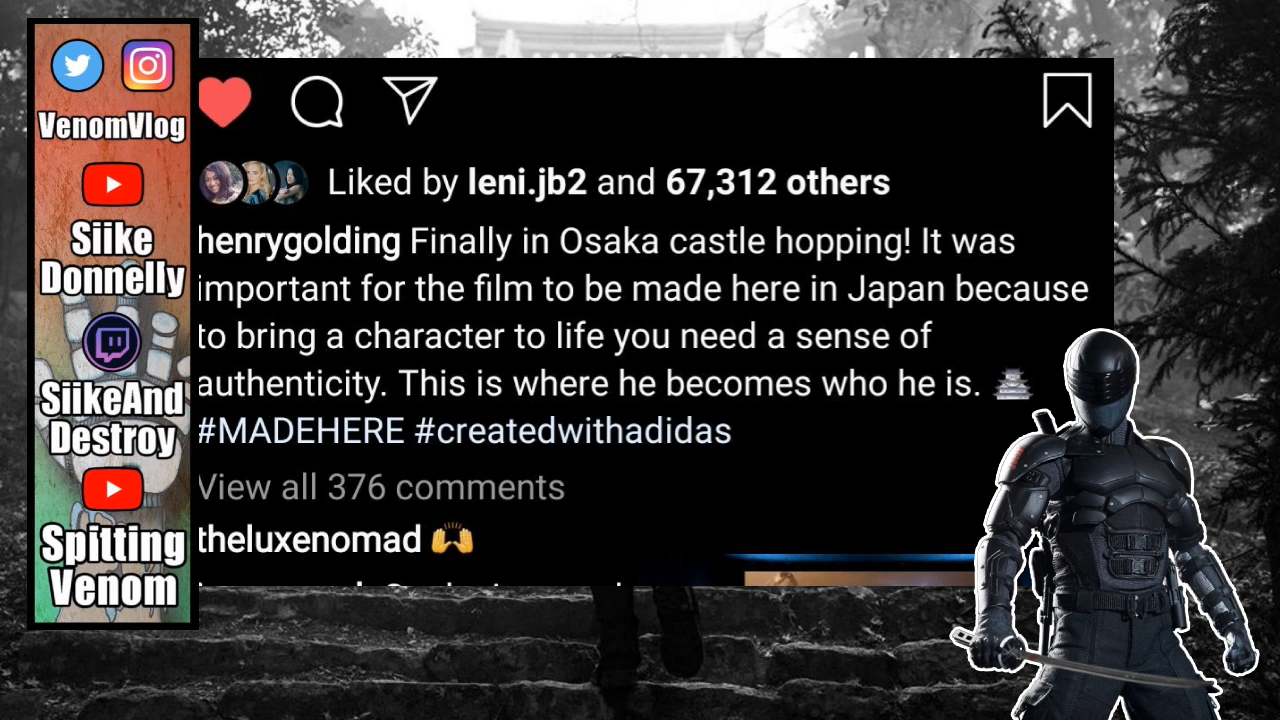 VenomVlog
Siike
Donnelly
SiikeAnd
Destroy
Spitting
Venom
Liked by leni.jb2 and 67,312 others
henrygolding Finally in Osaka castle hopping! It was
important for the film to be made here in Japan because
to bring a character to life you need a sense of
authenticity. This is where he becomes who he is. 🏯
#MADEHERE #createdwithadidas
View all 376 comments
theluxenomad 🙌